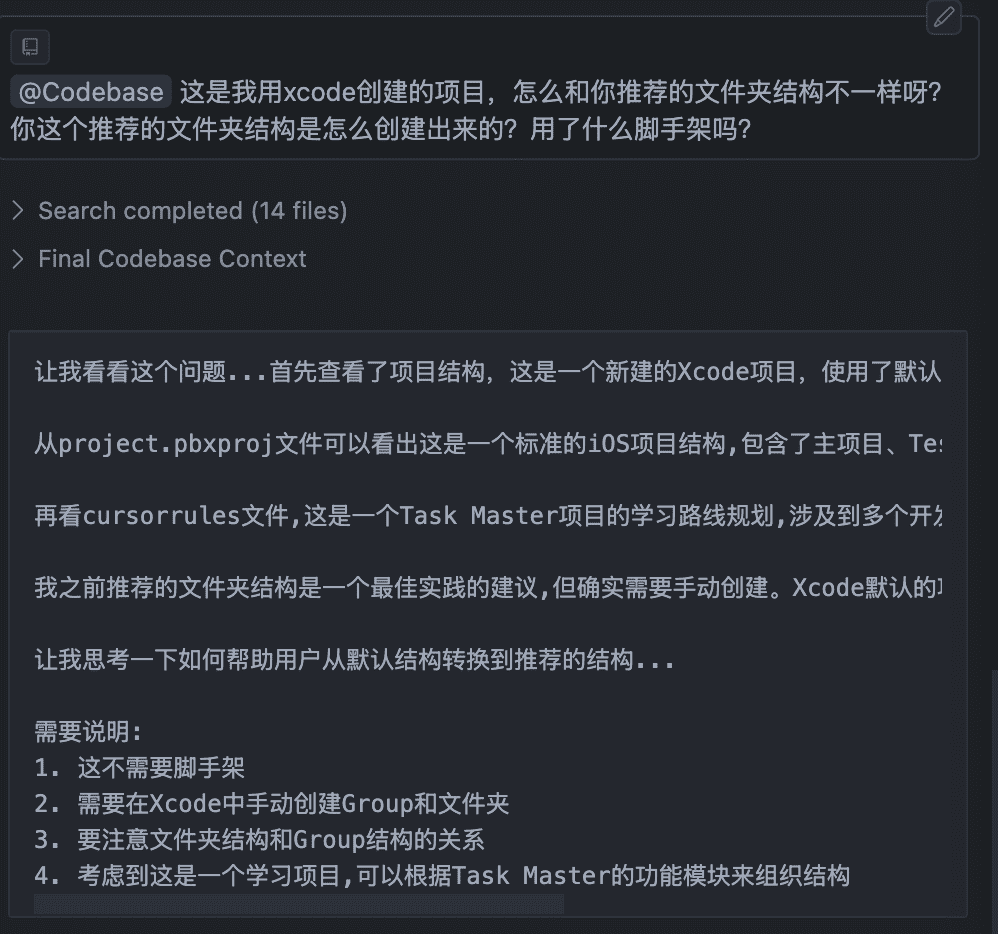 @Codebase 这是我用xcode创建的项目，怎么和你推荐的文件夹结构不一样呀？
你这个推荐的文件夹结构是怎么创建出来的？用了什么脚手架吗？
Search completed (14 files)
Final Codebase Context
让我看看这个问题...首先查看了项目结构，这是一个新建的Xcode项目，使用了默认
从project.pbxproj文件可以看出这是一个标准的iOS项目结构,包含了主项目、
再看cursorrules文件,这是一个Task Master项目的学习路线规划,涉及到多个开
我之前推荐的文件夹结构是一个最佳实践的建议,但确实需要手动创建。Xcode默认的
让我思考一下如何帮助用户从默认结构转换到推荐的结构...
需要说明:
1. 这不需要脚手架
2. 需要在Xcode中手动创建Group和文件夹
3. 要注意文件夹结构和Group结构的关系
4. 考虑到这是一个学习项目,可以根据Task Master的功能模块来组织结构